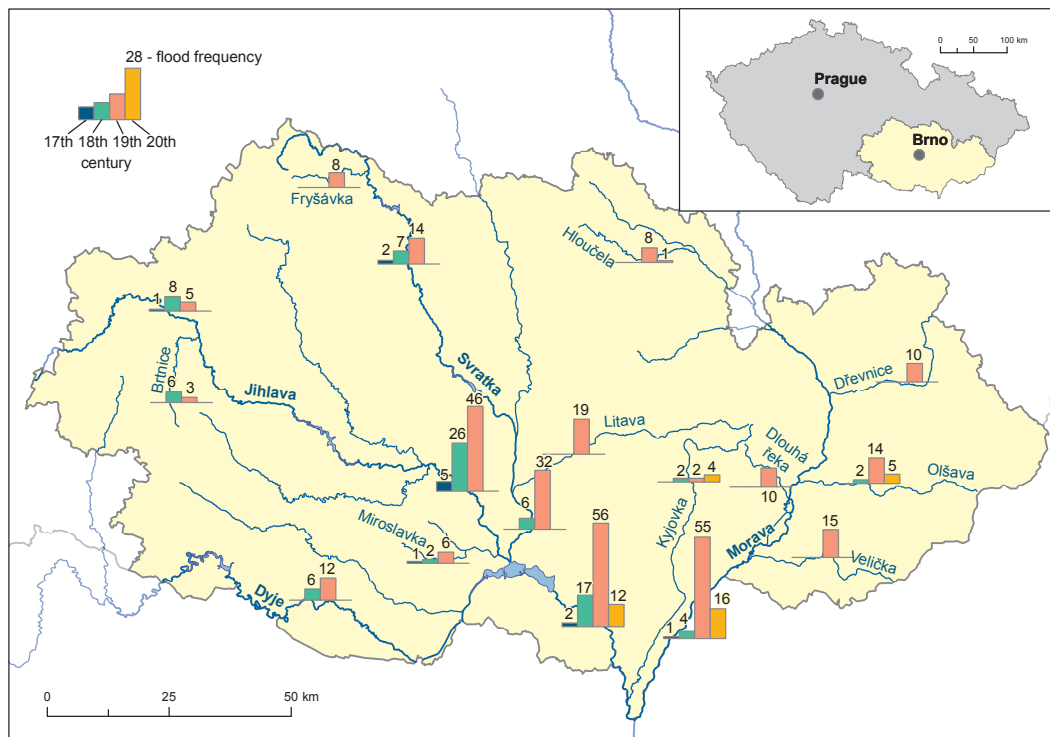 28 - flood frequency
17th 18th 19th 20th
century
0 50 100 km
Prague
Brno
8
Fryšávka
2 7 14
8 1
Hloučela
1 8 5
Brtnice
6 3
Jihlava
Svratka
10
Dřevnice
5 26 46
19
Litava
Dlouhá
řeka
10
2 2 4
Kyjovka
2 14 5
Olšava
6 32
Miroslavka
1 2 6
Morava
15
Velička
6 12
Dyje
2 17 56 12
1 4 55 16
0 25 50 km